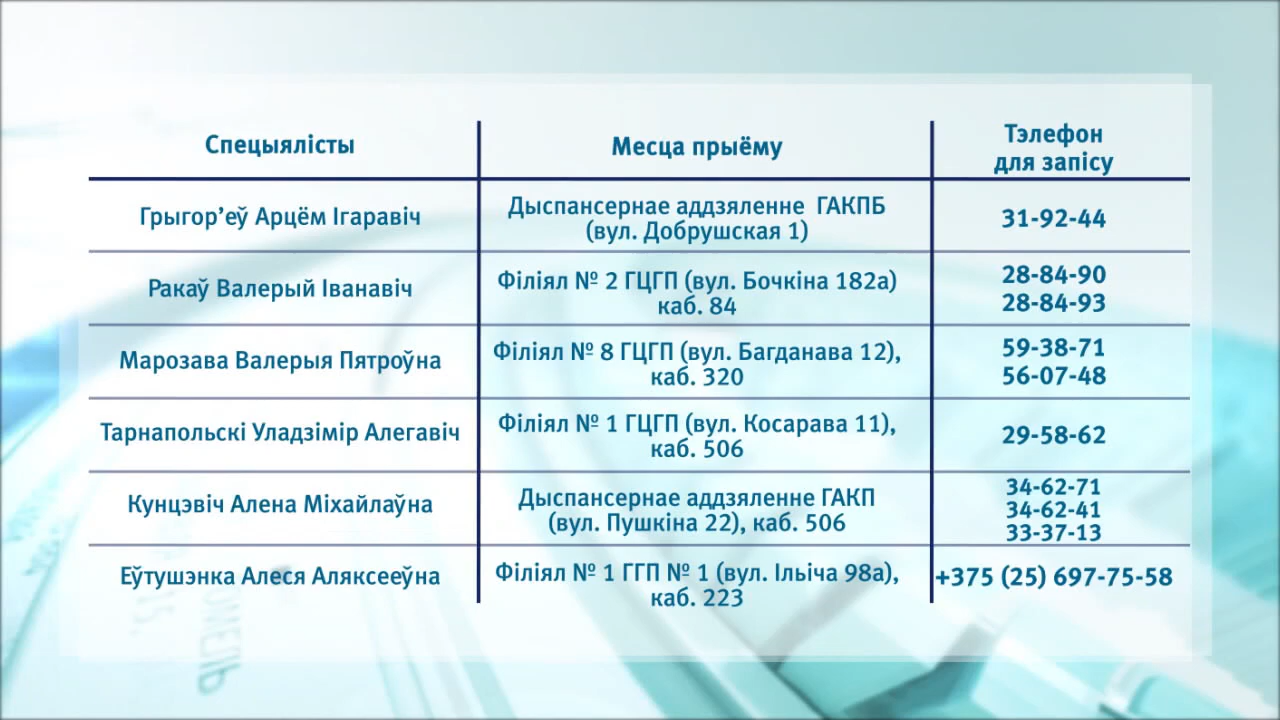 Спецыялісты
Месца прыёму
Тэлефон
для запісу
Грыгор’еў Арцём Ігаравіч
Дыспансернае аддзяленне ГАКПБ
(вул. Добрушская 1)
31-92-44
Ракаў Валерый Іванавіч
Філіял № 2 ГЦГП (вул. Бочкіна 182а)
каб. 84
28-84-90
28-84-93
Марозава Валерыя Пятроўна
Філіял № 8 ГЦГП (вул. Багданава 12),
каб. 320
59-38-71
56-07-48
Тарнапольскі Уладзімір Алегавіч
Філіял № 1 ГЦГП (вул. Косарава 11),
каб. 506
29-58-62
Кунцэвіч Алена Міхайлаўна
Дыспансернае аддзяленне ГАКП
(вул. Пушкіна 22), каб. 506
34-62-71
34-62-41
33-37-13
Еўтушэнка Алеся Аляксееўна
Філіял № 1 ГГП № 1 (вул. Ільіча 98а),
каб. 223
+375 (25) 697-75-58